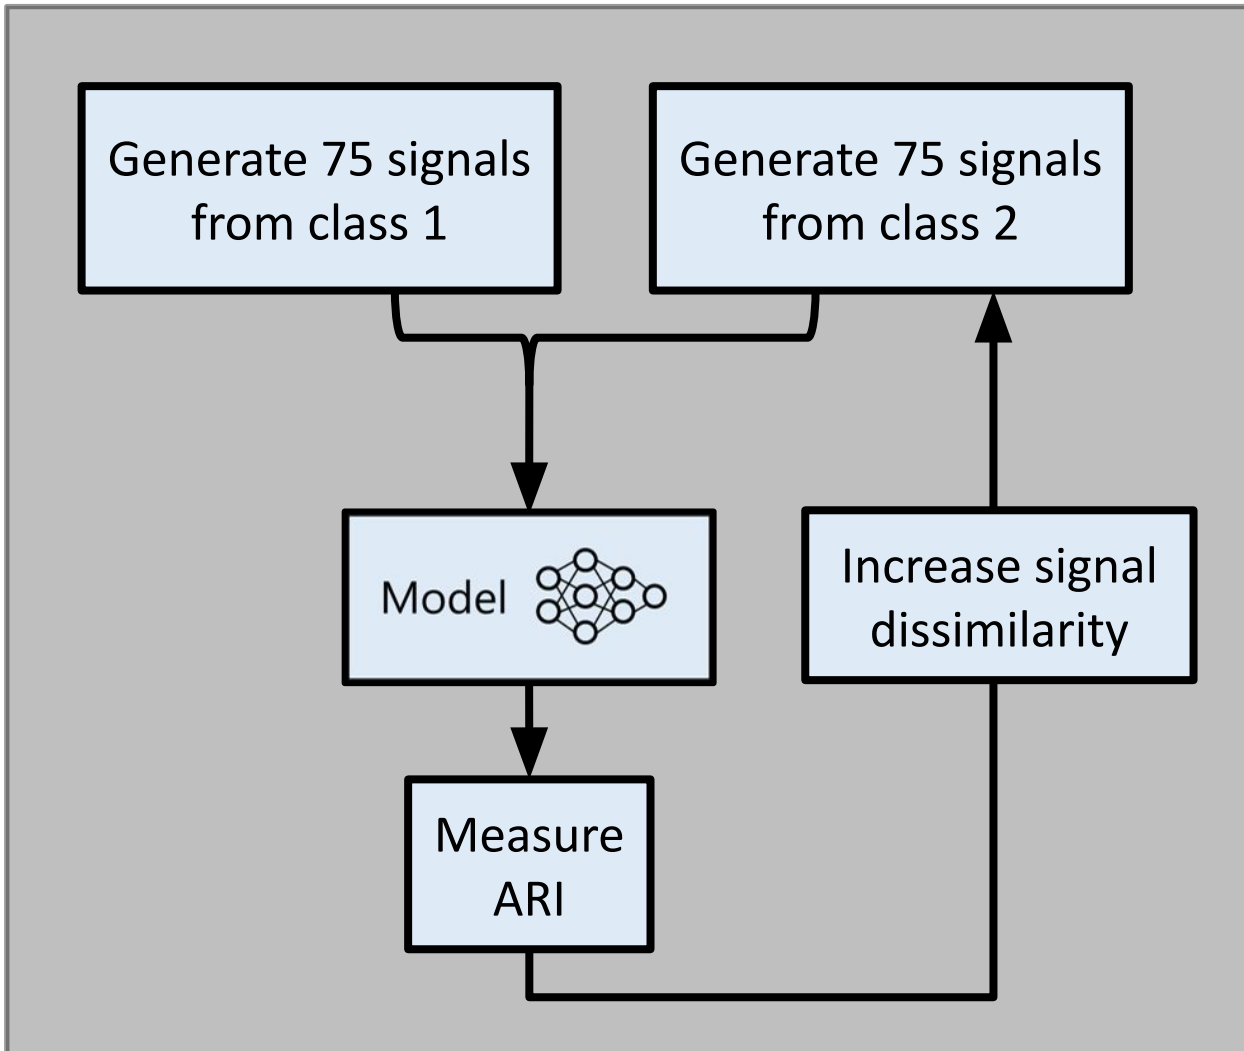 Generate 75 signals
from class 1
Generate 75 signals
from class 2
Model
Increase signal
dissimilarity
Measure
ARI